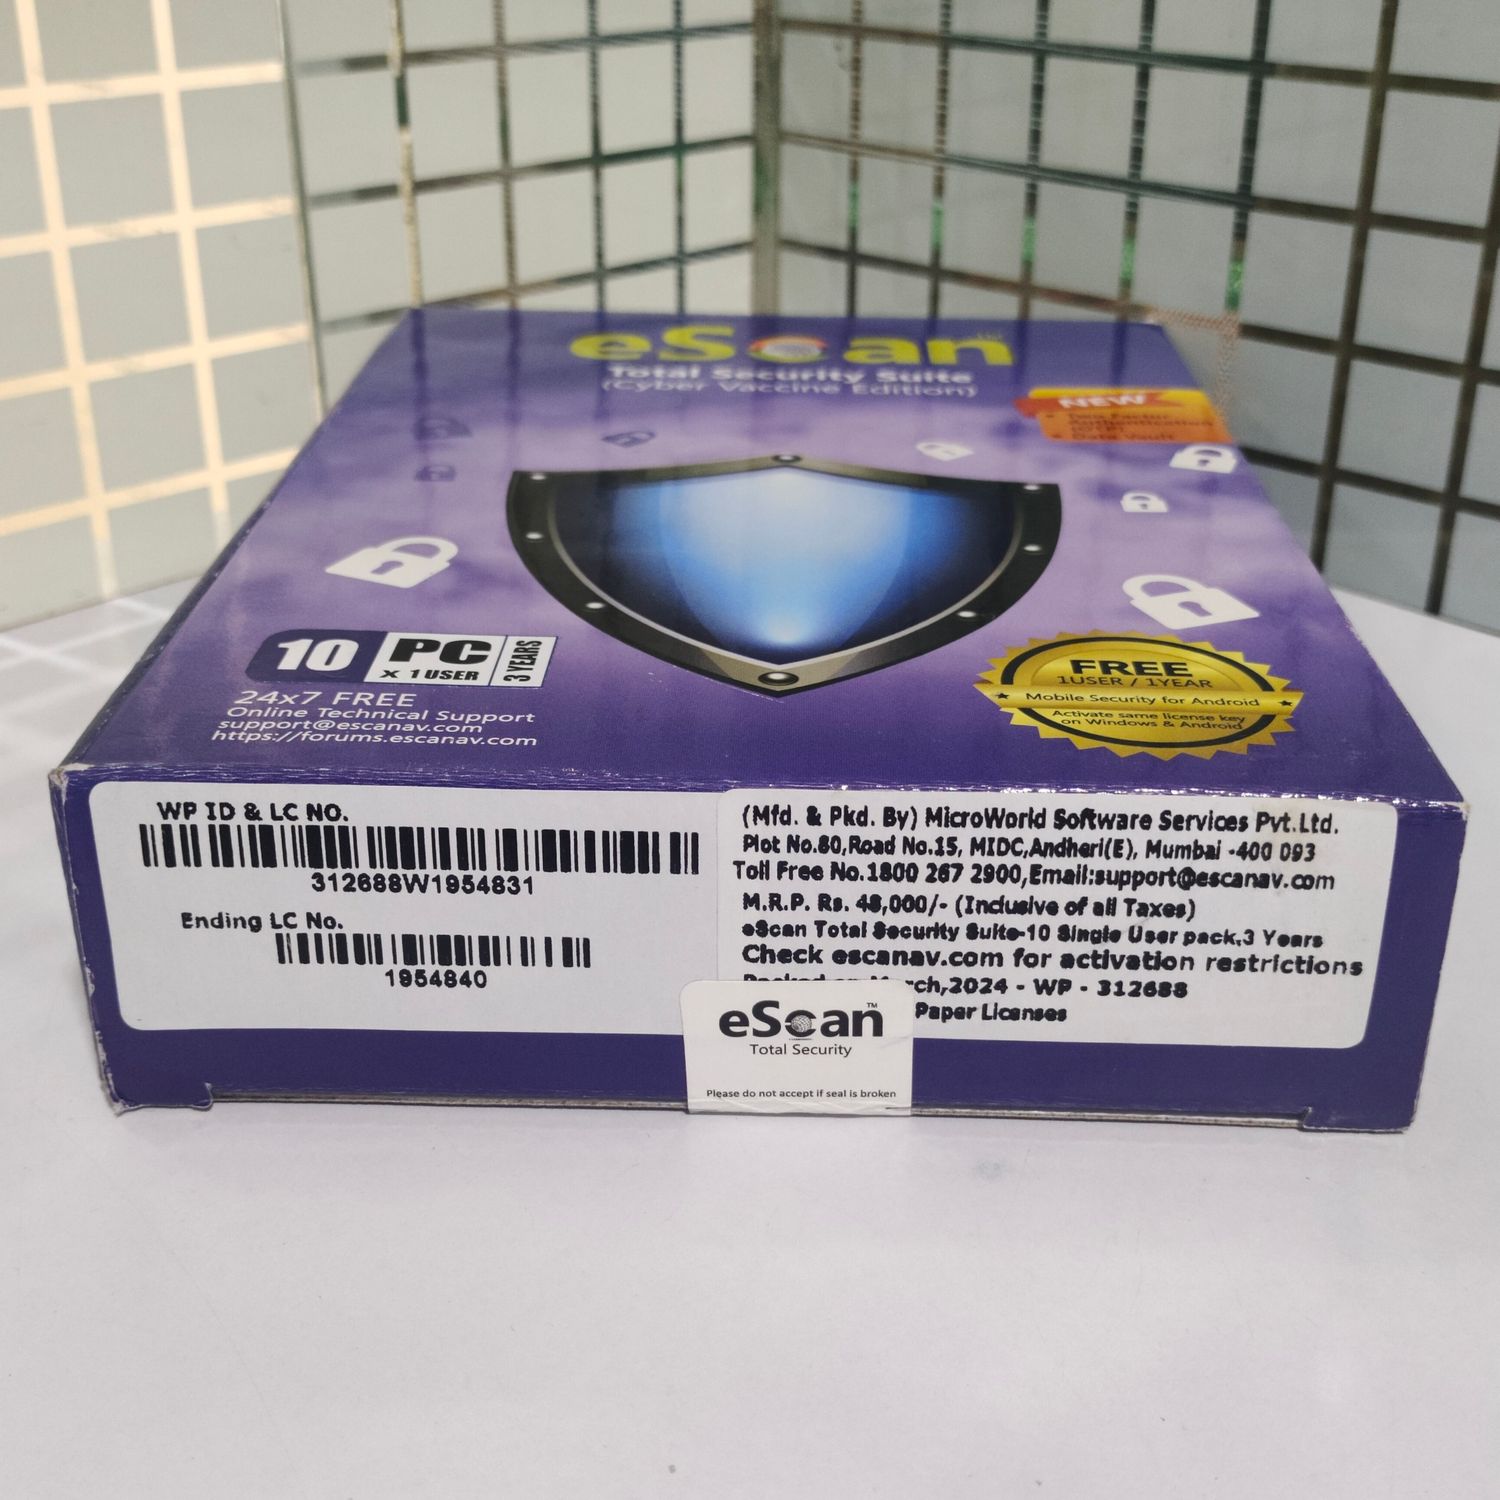 eScan
Total Security Suite
(Cyber Vaccine Edition)
NEW
Authentication
(OTP)
Data Vault
10 PC x 1 USER 3 YEARS
24x7 FREE
Online Technical Support
support@escanav.com
https://forums.escanav.com
FREE
1USER / 1YEAR
Mobile Security for Android
Activate same license key
on Windows & Android
WP ID & LC NO.
312688W1954831
Ending LC No.
1954840
(Mfd. & Pkd. By) MicroWorld Software Services Pvt.Ltd.
Plot No.80,Road No.15, MIDC,Andheri(E), Mumbai -400 093
Toll Free No.1800 267 2900,Email:support@escanav.com
M.R.P. Rs. 48,000/- (Inclusive of all Taxes)
eScan Total Security Suite-10 Single User pack,3 Years
Check escanav.com for activation restrictions
ch,2024 - WP - 312688
Paper Licenses
eScan™
Total Security
Please do not accept if seal is broken